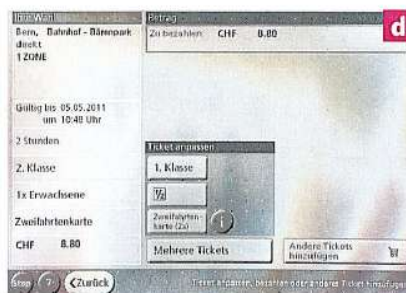 Ihre Wahl
Bern, Bahnhof - Bärenpark
direkt
1 ZONE
Gültig bis 05.05.2011
um 10:48 Uhr
2 Stunden
2. Klasse
1x Erwachsene
Zweifahrtenkarte
CHF 8.80
Betrag
Zu bezahlen: CHF 8.80
d
Ticket anpassen
1. Klasse
½
Zweifahrten-
karte (2x)
i
Mehrere Tickets
Andere Tickets
hinzufügen
Stop
?
Zurück
Ticket anpassen, bezahlen oder anderes Ticket hinzufügen